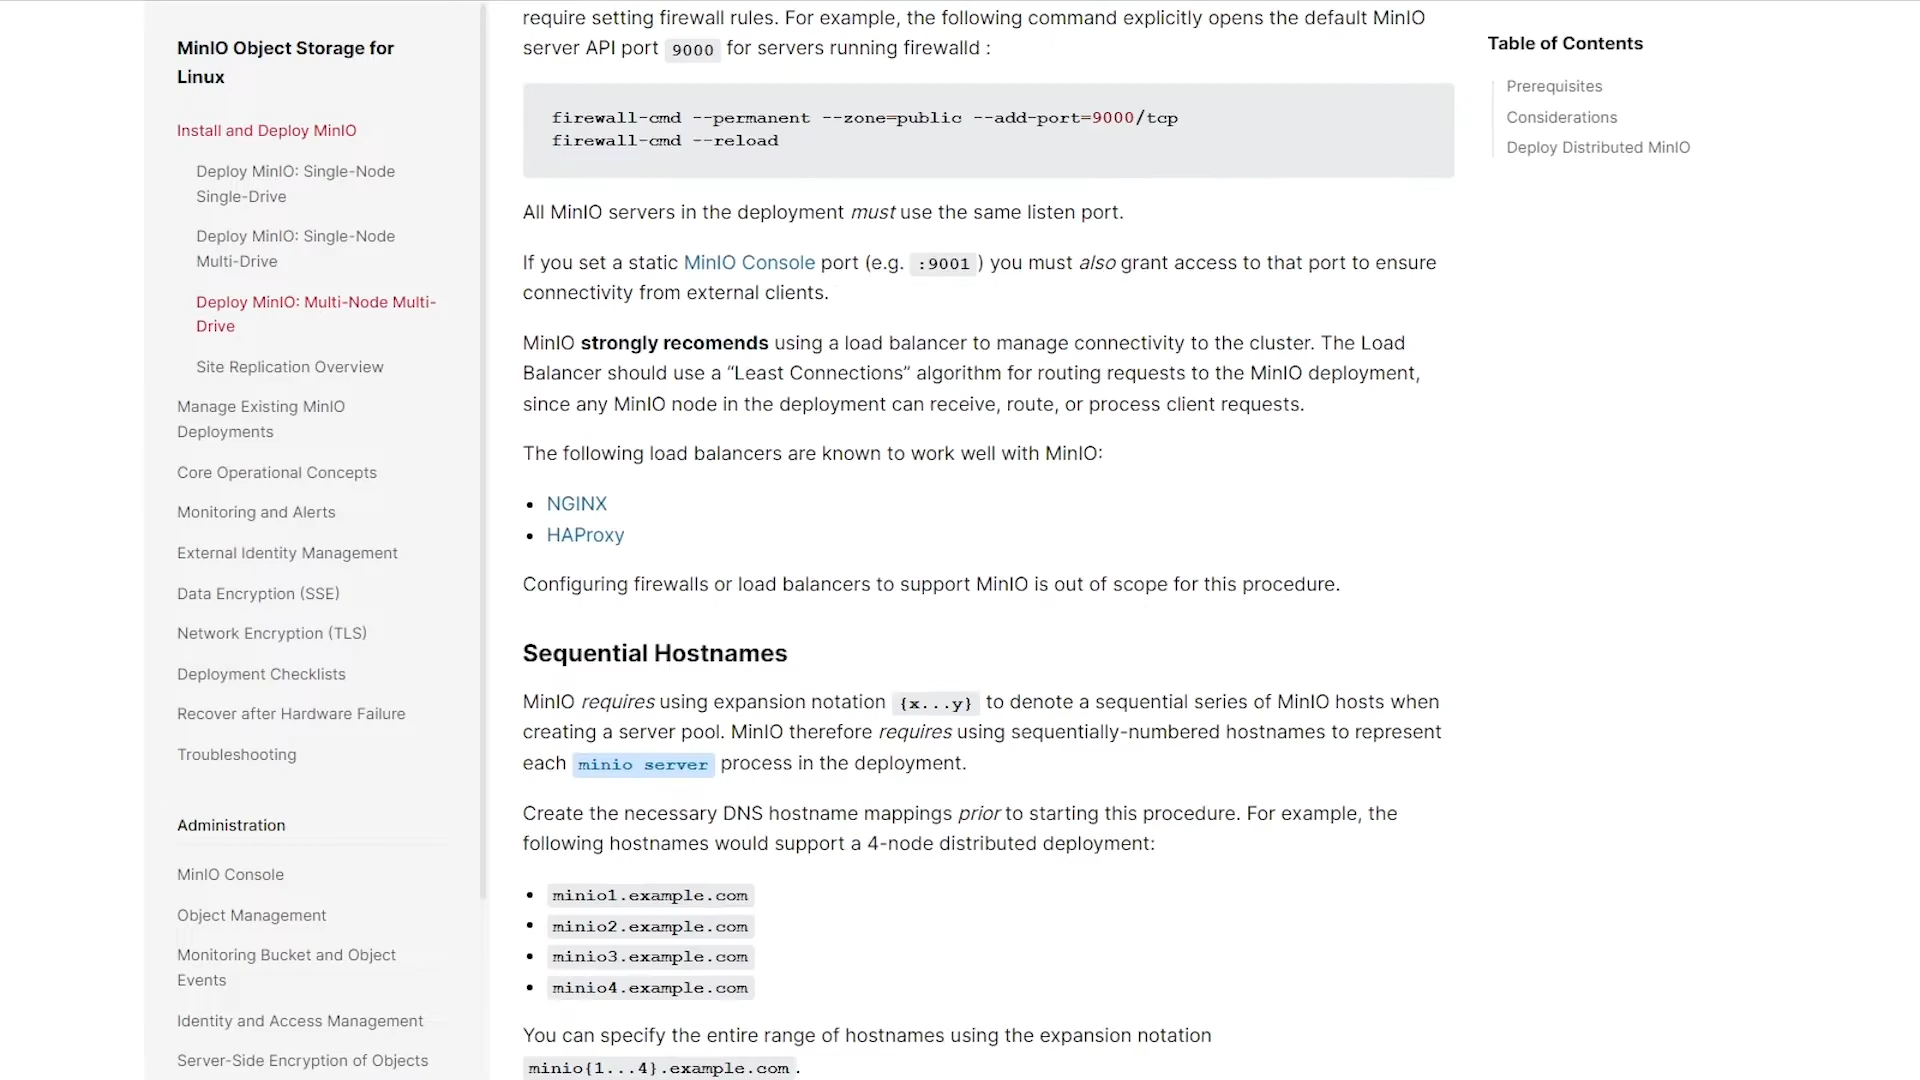 MinIO Object Storage for
Linux
Install and Deploy MinIO
Deploy MinIO: Single-Node
Single-Drive
Deploy MinIO: Single-Node
Multi-Drive
Deploy MinIO: Multi-Node Multi-
Drive
Site Replication Overview
Manage Existing MinIO
Deployments
Core Operational Concepts
Monitoring and Alerts
External Identity Management
Data Encryption (SSE)
Network Encryption (TLS)
Deployment Checklists
Recover after Hardware Failure
Troubleshooting
Administration
MinIO Console
Object Management
Monitoring Bucket and Object
Events
Identity and Access Management
Server-Side Encryption of Objects
require setting firewall rules. For example, the following command explicitly opens the default MinIO
server API port 9000 for servers running firewalld :
firewall-cmd --permanent --zone=public --add-port=9000/tcp
firewall-cmd --reload
All MinIO servers in the deployment must use the same listen port.
If you set a static MinIO Console port (e.g. :9001 ) you must also grant access to that port to ensure
connectivity from external clients.
MinIO strongly recomends using a load balancer to manage connectivity to the cluster. The Load
Balancer should use a “Least Connections” algorithm for routing requests to the MinIO deployment,
since any MinIO node in the deployment can receive, route, or process client requests.
The following load balancers are known to work well with MinIO:
• NGINX
• HAProxy
Configuring firewalls or load balancers to support MinIO is out of scope for this procedure.
Sequential Hostnames
MinIO requires using expansion notation {x...y} to denote a sequential series of MinIO hosts when
creating a server pool. MinIO therefore requires using sequentially-numbered hostnames to represent
each minio server process in the deployment.
Create the necessary DNS hostname mappings prior to starting this procedure. For example, the
following hostnames would support a 4-node distributed deployment:
• minio1.example.com
• minio2.example.com
• minio3.example.com
• minio4.example.com
You can specify the entire range of hostnames using the expansion notation
minio{1...4}.example.com .
Table of Contents
Prerequisites
Considerations
Deploy Distributed MinIO